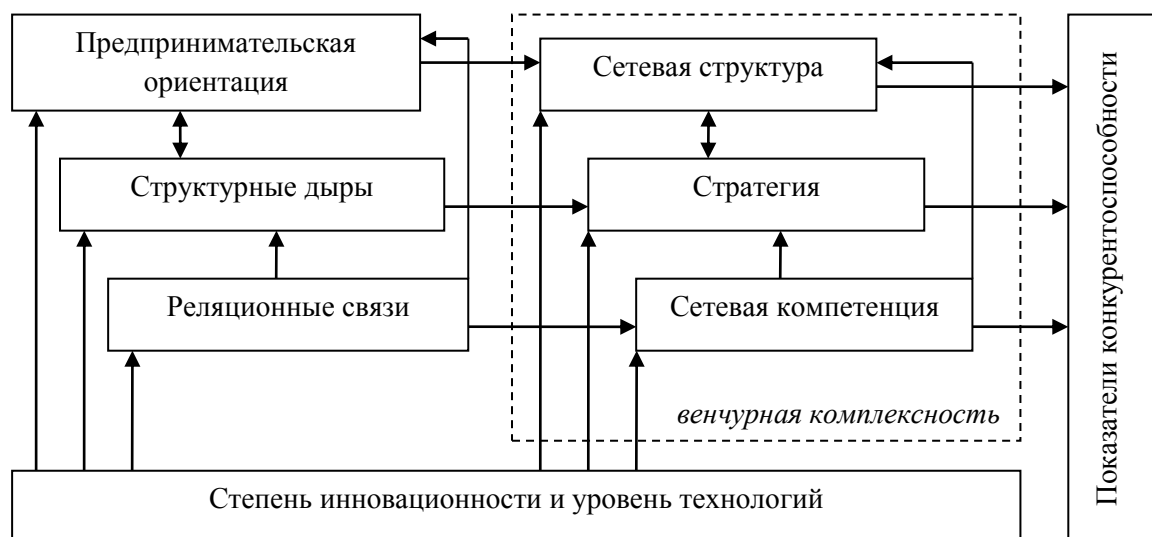 Предпринимательская
ориентация
Сетевая структура
Структурные дыры
Стратегия
Реляционные связи
Сетевая компетенция
венчурная комплексность
Степень инновационности и уровень технологий
Показатели конкурентоспособности